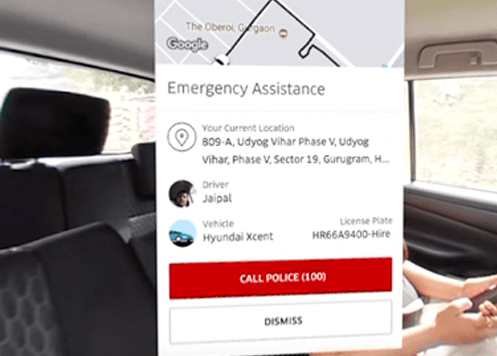 The Oberoi, Gurgaon
Google
Emergency Assistance
Your Current Location
809-A, Udyog Vihar Phase V, Udyog
Vihar, Phase V, Sector 19, Gurugram, H...
Driver
Jaipal
Vehicle
License Plate
Hyundai Xcent
HR66A9400-Hire
CALL POLICE (100)
DISMISS